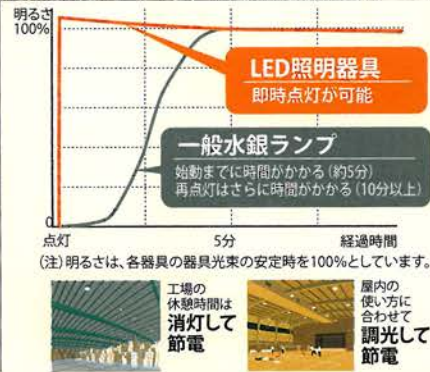 明るさ
100%
LED照明器具
即時点灯が可能
一般水銀ランプ
始動までに時間がかかる(約5分)
再点灯はさらに時間がかかる(10分以上)
0
点灯
5分
経過時間
(注)明るさは、各器具の器具光束の安定時を100%としています。
工場の
休憩時間は
消灯して
節電
屋内の
使い方に
合わせて
調光して
節電